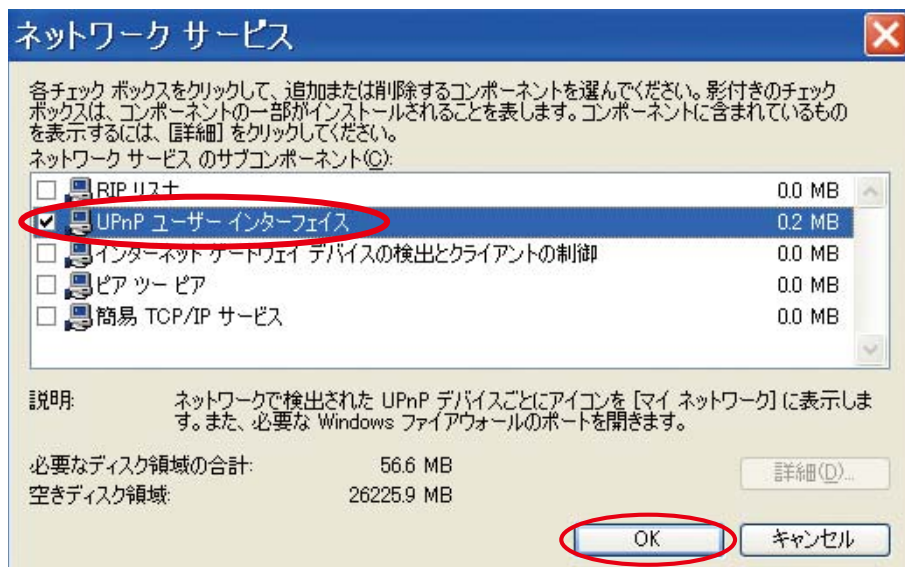 ネットワーク サービス
各チェック ボックスをクリックして、追加または削除するコンポーネントを選んでください。影付きのチェック
ボックスは、コンポーネントの一部がインストールされることを表します。コンポーネントに含まれているもの
を表示するには、[詳細] をクリックしてください。
ネットワーク サービス のサブコンポーネント(C):
RIP リスナ 0.0 MB
UPnP ユーザー インターフェイス 0.2 MB
インターネット ゲートウェイ デバイスの検出とクライアントの制御 0.0 MB
ピア ツー ピア 0.0 MB
簡易 TCP/IP サービス 0.0 MB
説明: ネットワークで検出された UPnP デバイスごとにアイコンを [マイ ネットワーク] に表示しま
す。また、必要な Windows ファイアウォールのポートを開きます。
必要なディスク領域の合計: 56.6 MB
空きディスク領域: 26225.9 MB
詳細(D)...
OK キャンセル